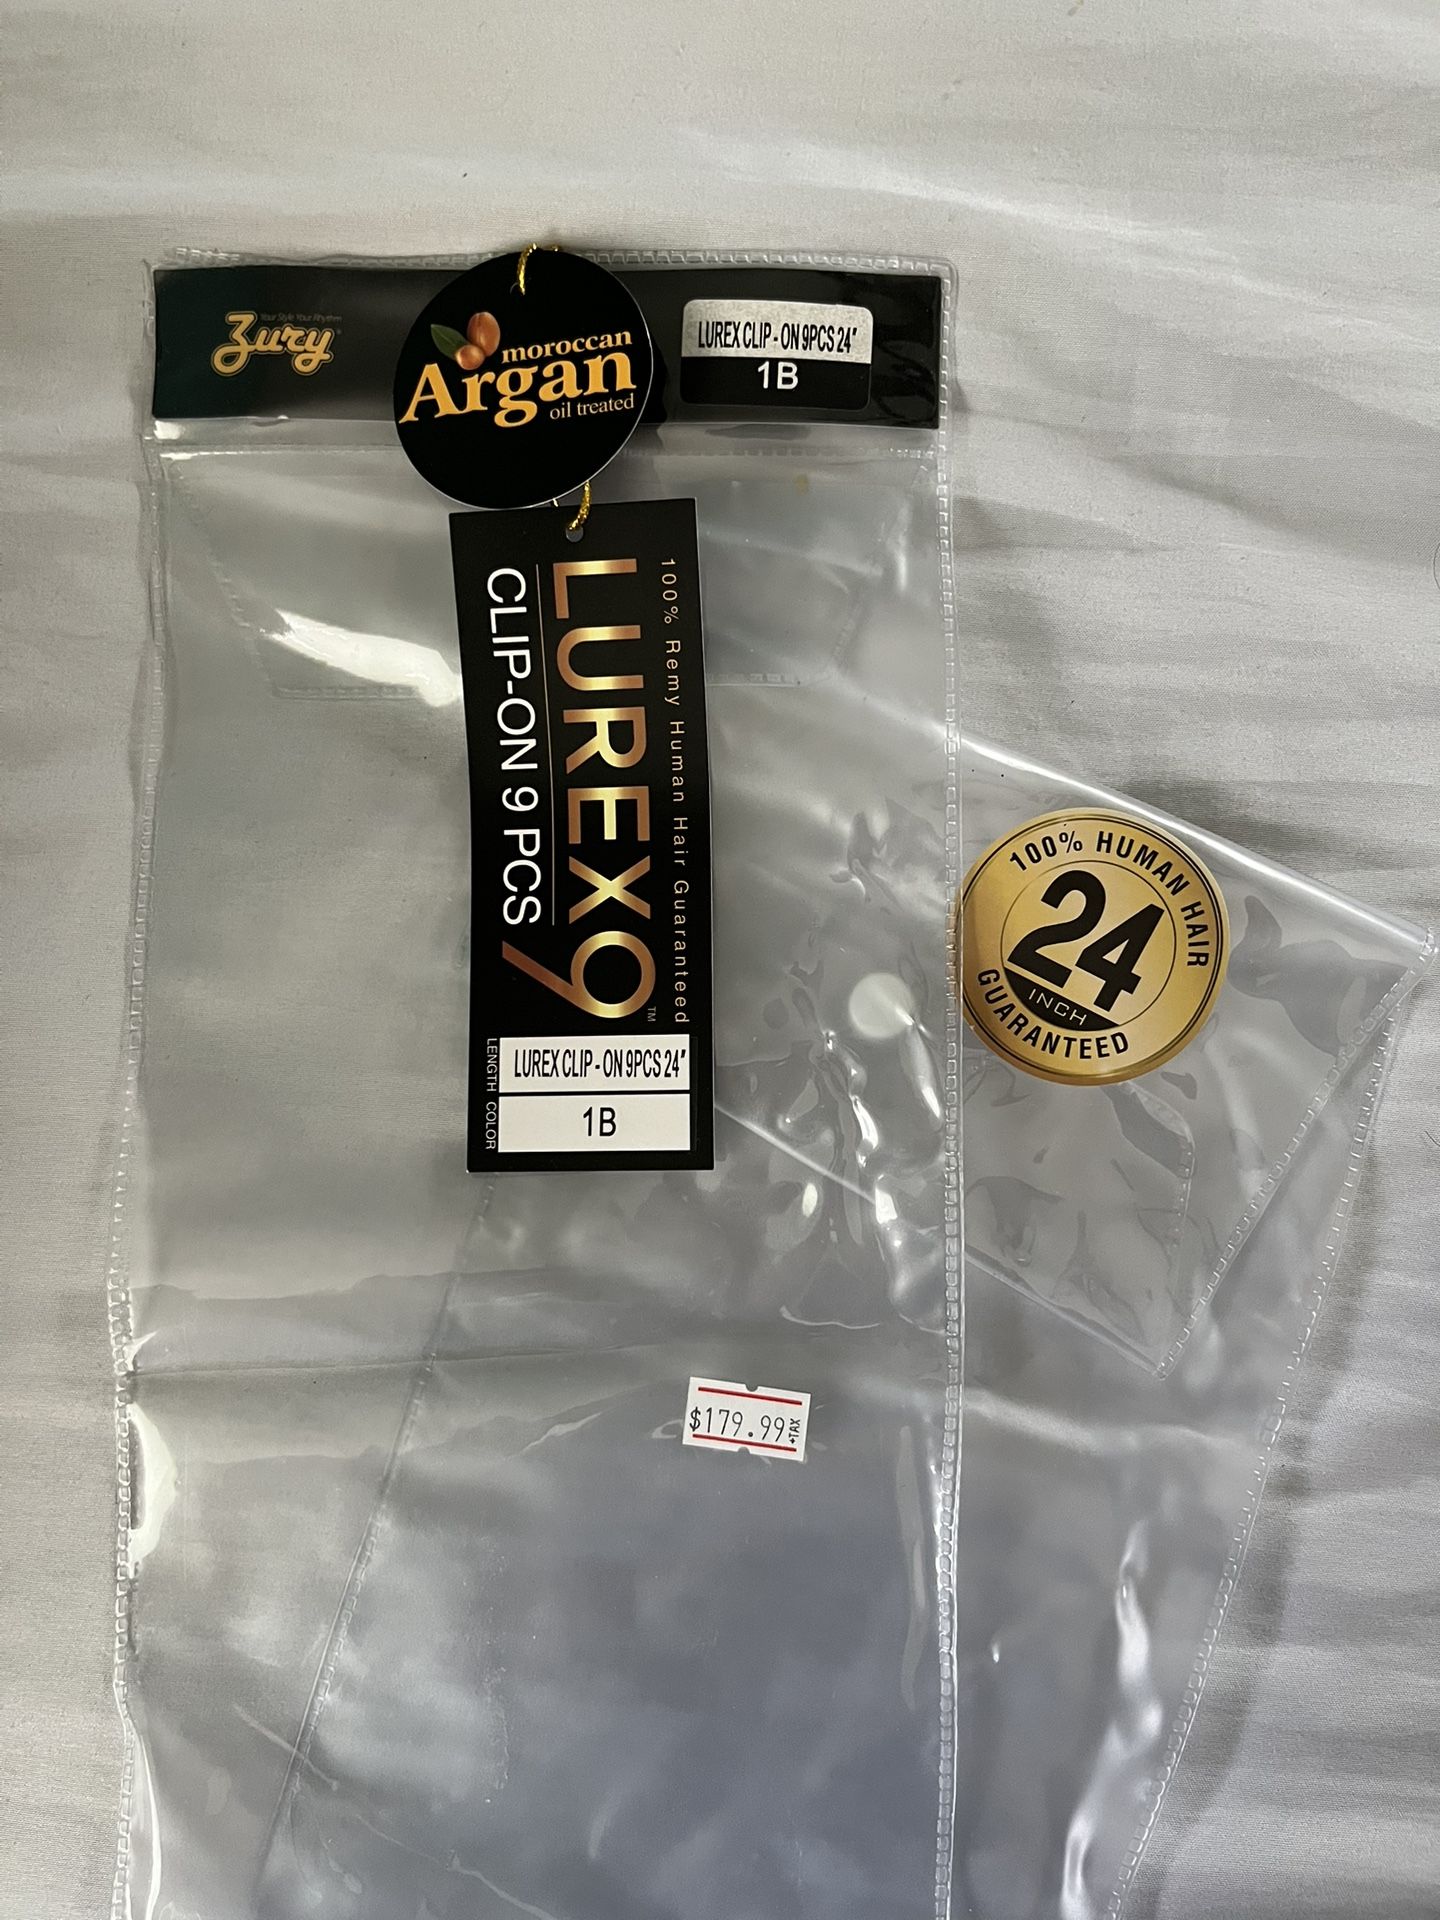 Your Style Your Rhythm
Zury
moroccan
Argan
oil treated
LUREX CLIP - ON 9PCS 24"
1B
100% Remy Human Hair Guaranteed
LUREX9™
CLIP-ON 9 PCS
LENGTH
LUREX CLIP - ON 9PCS 24"
COLOR
1B
100% HUMAN HAIR
24
INCH
GUARANTEED
$179.99
+TAX